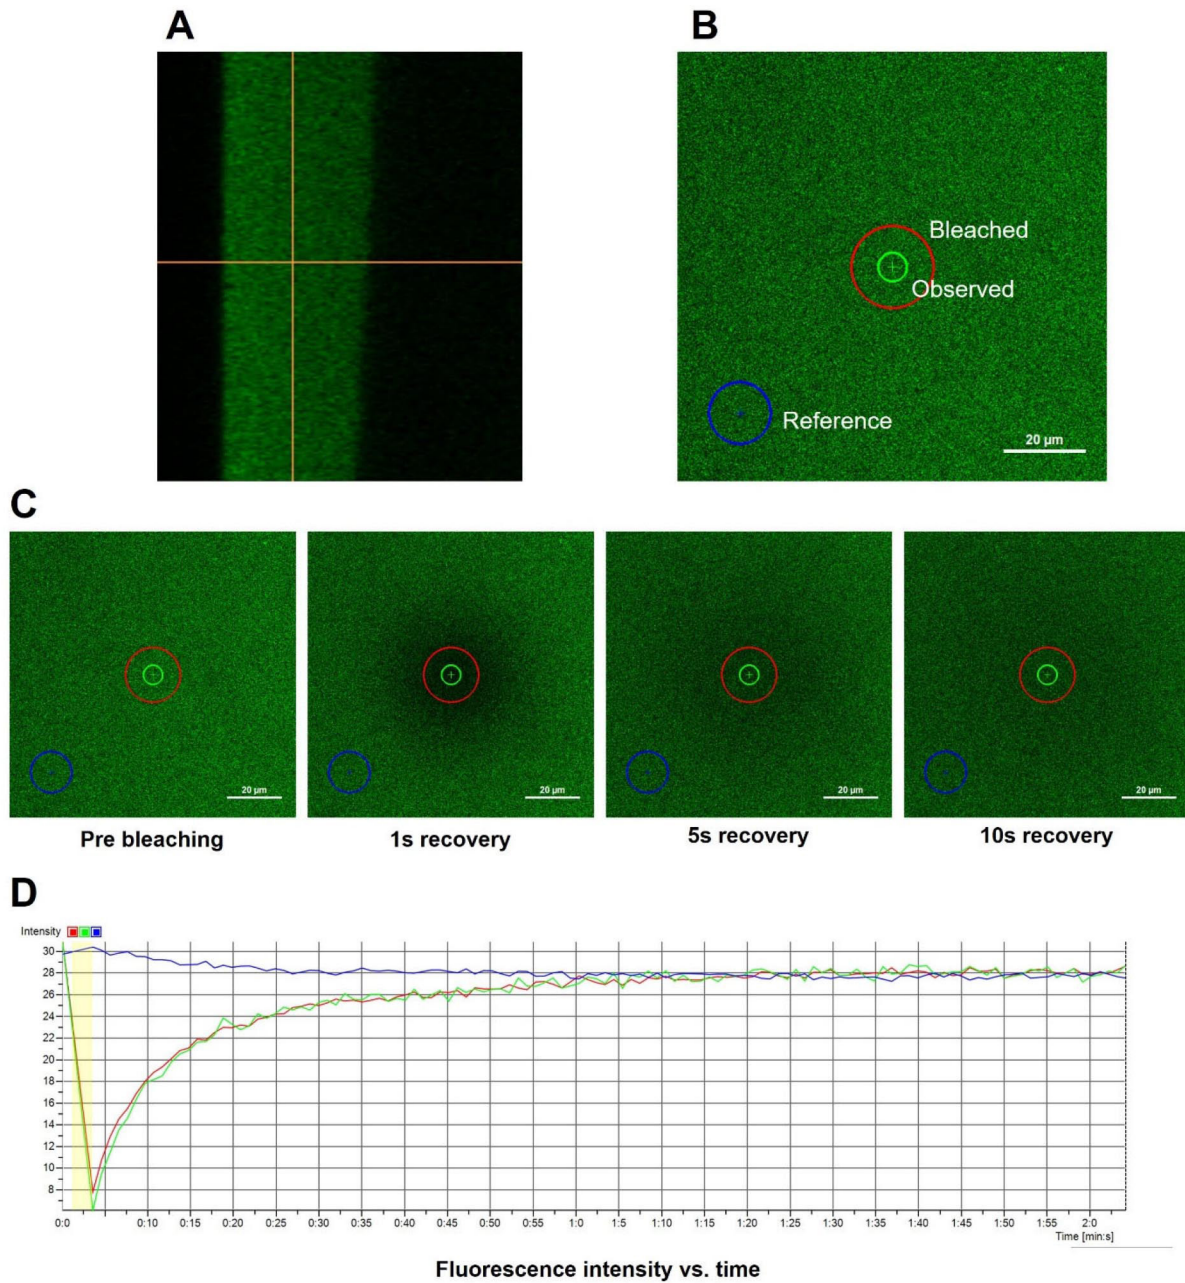 A
B
Bleached
Observed
Reference
20 µm
C
20 µm
20 µm
20 µm
20 µm
Pre bleaching
1s recovery
5s recovery
10s recovery
D
Intensity
30
28
26
24
22
20
18
16
14
12
10
8
6
0:0 0:10 0:20 0:30 0:35 0:40 0:45 0:50 0:55 1:0 1:5 1:10 1:15 1:20 1:25 1:30 1:35 1:40 1:45 1:50 1:55 2:0
Time [min:s]
Fluorescence intensity vs. time